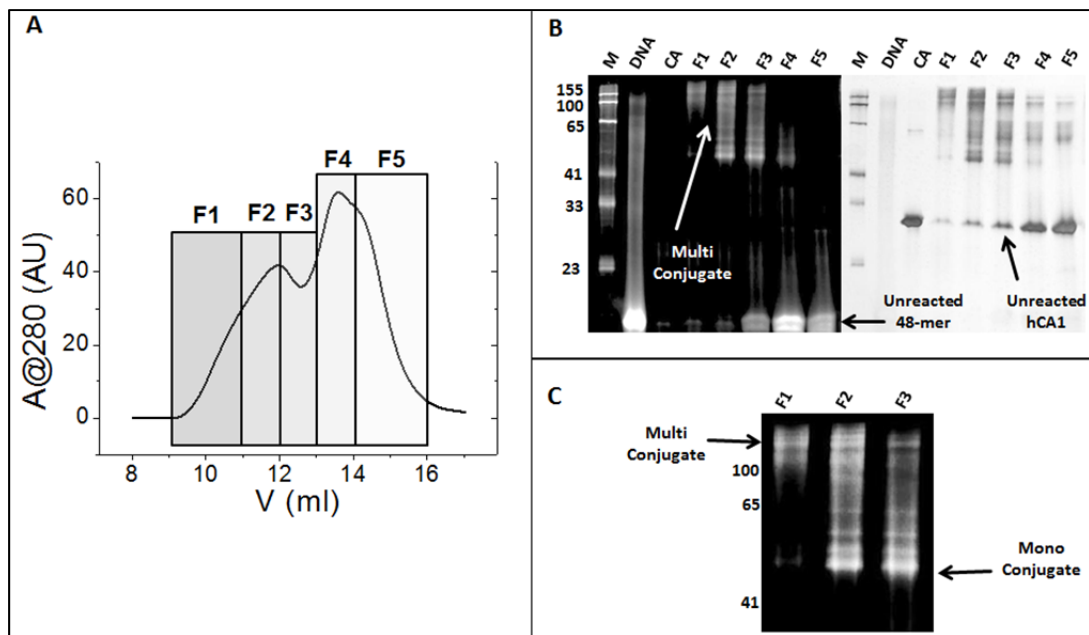 A
F1
F2
F3
F4
F5
60
40
20
0
A@280 (AU)
8
10
12
14
16
V (ml)
B
M DNA CA F1 F2 F3 F4 F5 M DNA CA F1 F2 F3 F4 F5
155
100
65
41
33
23
Multi
Conjugate
Unreacted
48-mer
Unreacted
hCA1
C
F1 F2 F3
Multi
Conjugate
100
65
41
Mono
Conjugate